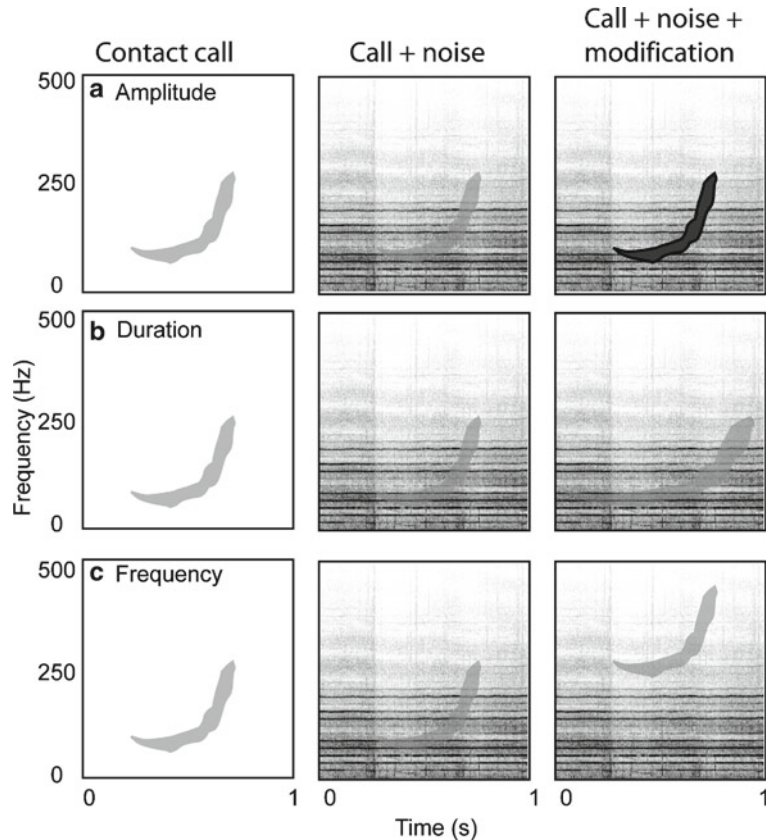 Contact call
Call + noise
Call + noise +
modification
500
a Amplitude
250
0
500
b Duration
250
0
Frequency (Hz)
500
c Frequency
250
0
0 1 0 1 0 1
Time (s)